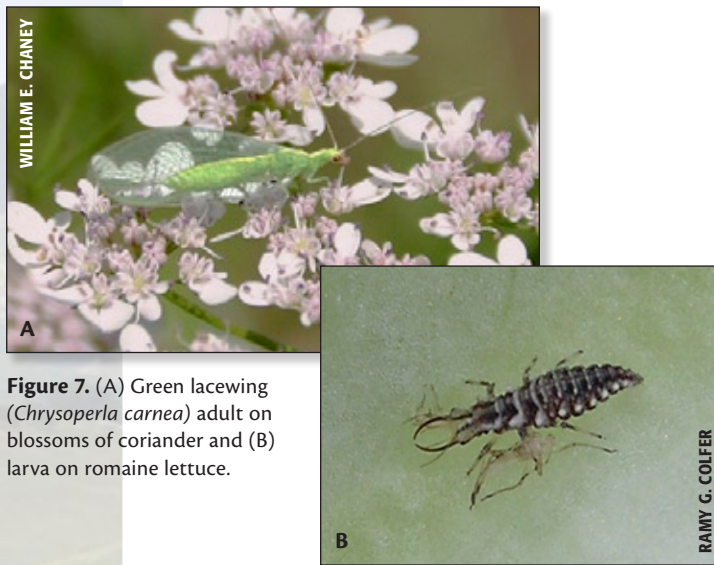 WILLIAM E. CHANEY
A
Figure 7. (A) Green lacewing
(Chrysoperla carnea) adult on
blossoms of coriander and (B)
larva on romaine lettuce.
B
RAMY G. COLFER